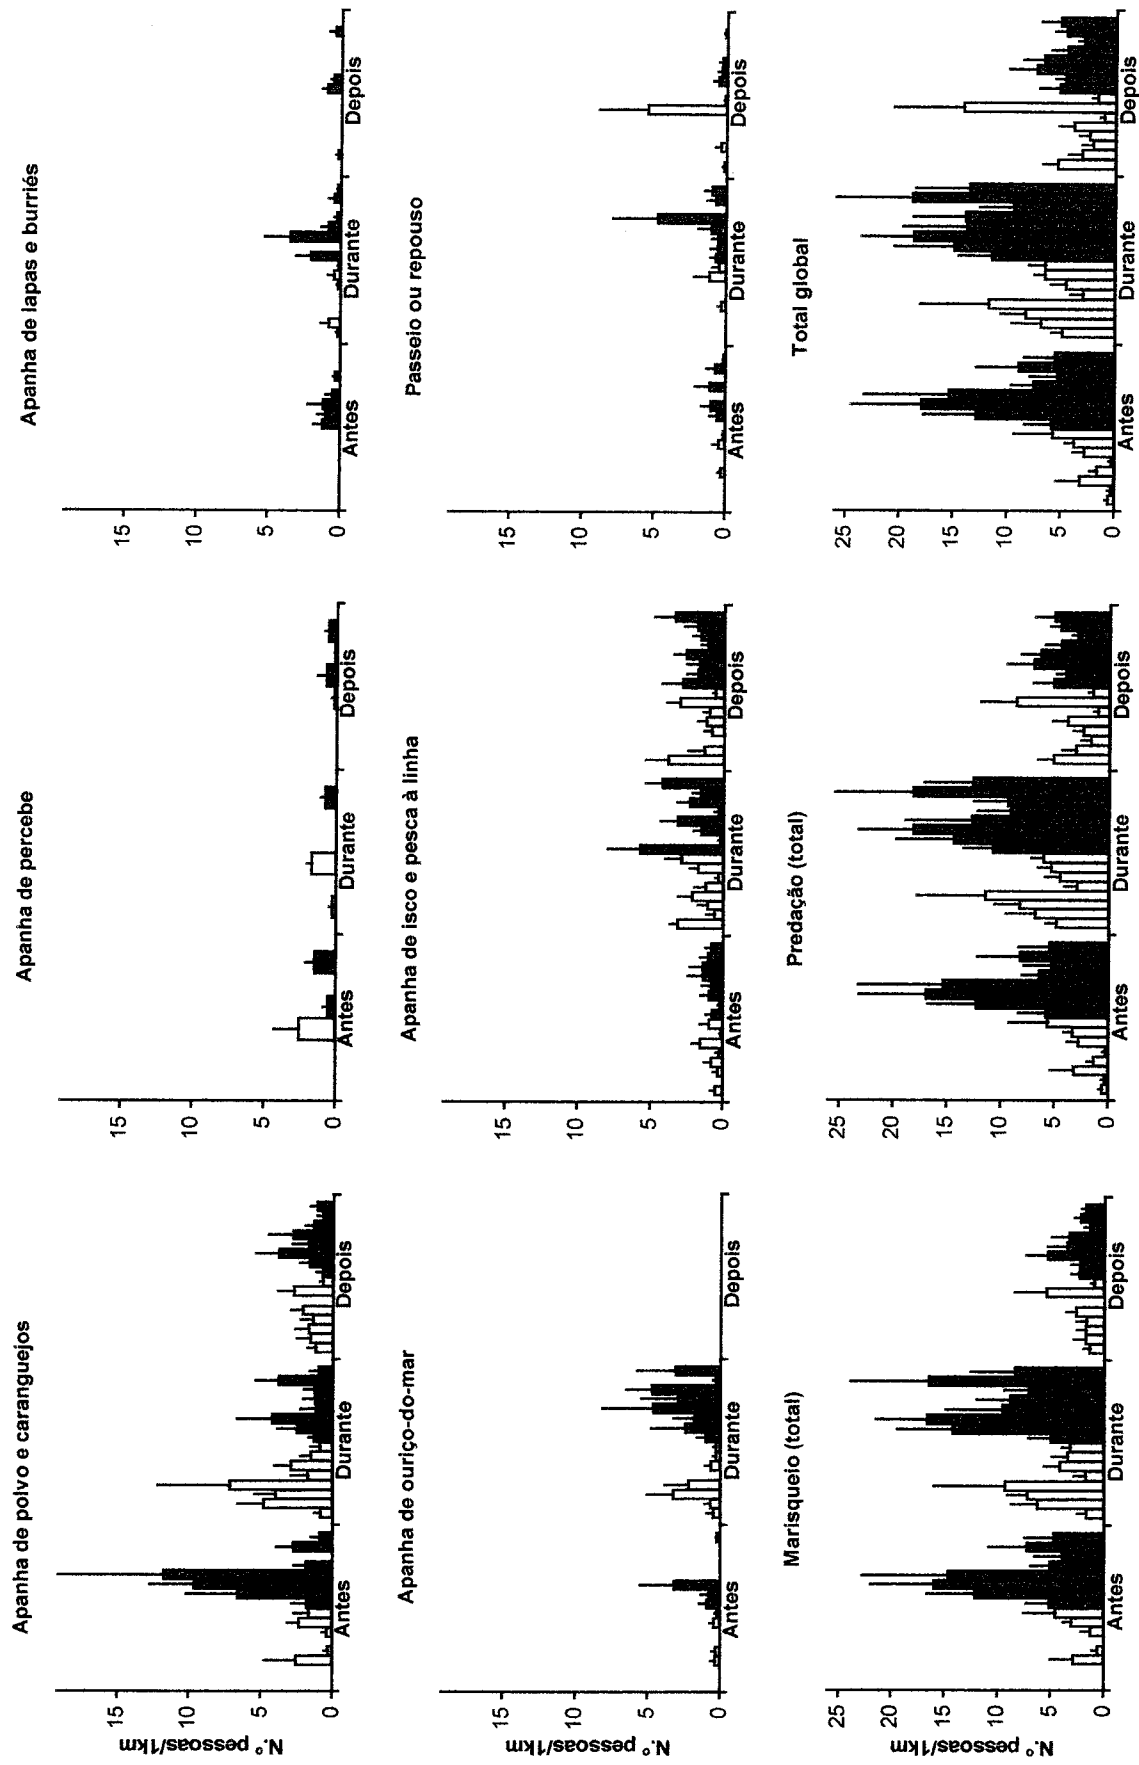 Apanha de polvo e caranguejos
N.º pessoas/1km
15
10
5
0
Antes
Durante
Depois
Apanha de percebe
15
10
5
0
Antes
Durante
Depois
Apanha de lapas e burriés
15
10
5
0
Antes
Durante
Depois
Apanha de ouriço-do-mar
N.º pessoas/1km
15
10
5
0
Antes
Durante
Depois
Apanha de isco e pesca à linha
15
10
5
0
Antes
Durante
Depois
Passeio ou repouso
15
10
5
0
Antes
Durante
Depois
Marisqueio (total)
N.º pessoas/1km
25
20
15
10
5
0
Antes
Durante
Depois
Predação (total)
25
20
15
10
5
0
Antes
Durante
Depois
Total global
25
20
15
10
5
0
Antes
Durante
Depois